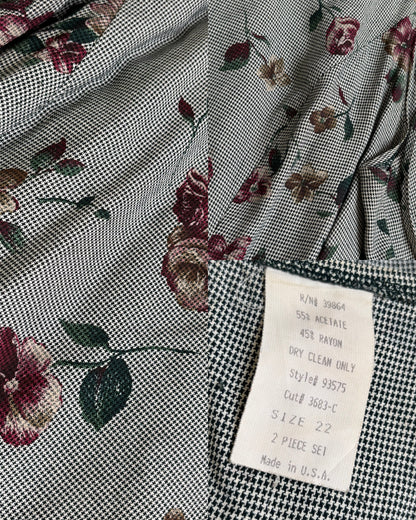 R/N# 39864
55% ACETATE
45% RAYON
DRY CLEAN ONLY
Style# 93575
Cut# 3683-C
SIZE 22
2 PIECE SET
Made in U.S.A.